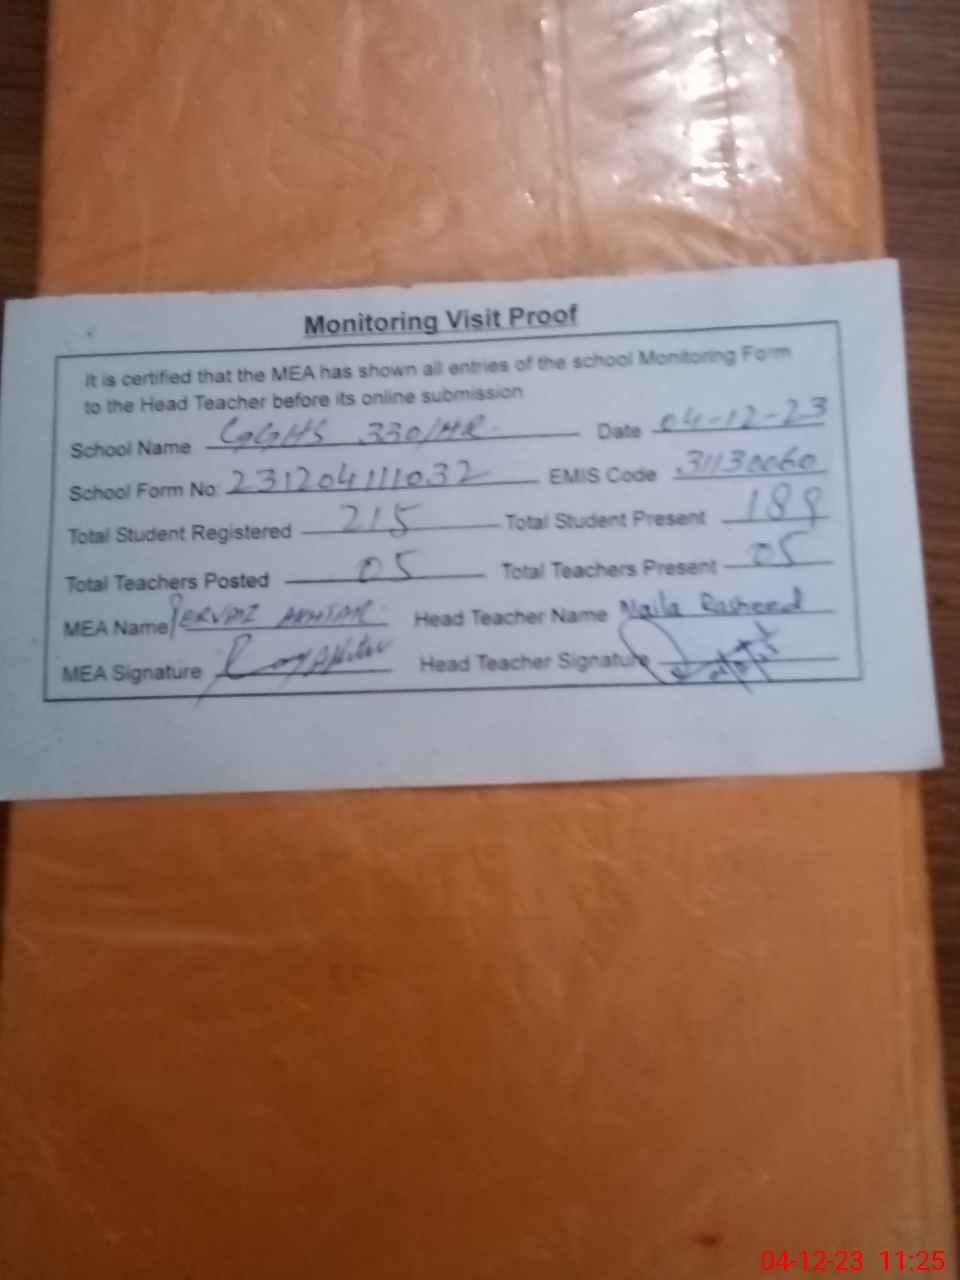 Monitoring Visit Proof
It is certified that the MEA has shown all entries of the school Monitoring Form
to the Head Teacher before its online submission
School Name GGHS 330/HR Date 04-12-23
School Form No: 231204111032 EMIS Code 31130060
Total Student Registered 215 Total Student Present 189
Total Teachers Posted 05 Total Teachers Present 05
MEA Name PERVAIZ AKHTAR Head Teacher Name Naila Rasheed
MEA Signature Head Teacher Signature
04-12-23 11:25